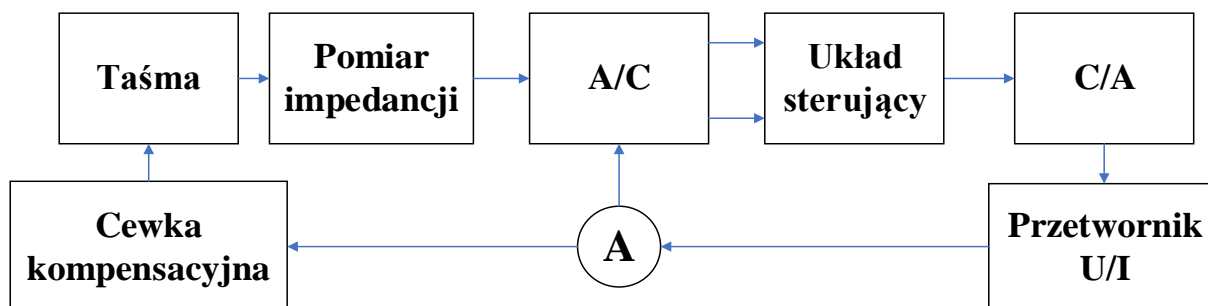 Taśma
Pomiar
impedancji
A/C
Układ
sterujący
C/A
Cewka
kompensacyjna
A
Przetwornik
U/I